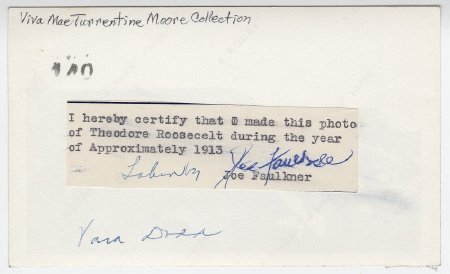 Viva Mae Turrentine Moore Collection
I hereby certify that O made this photo
of Theodore Roosecelt during the year
of Approximately 1913
Joe Faulkner
Joe Faulkner